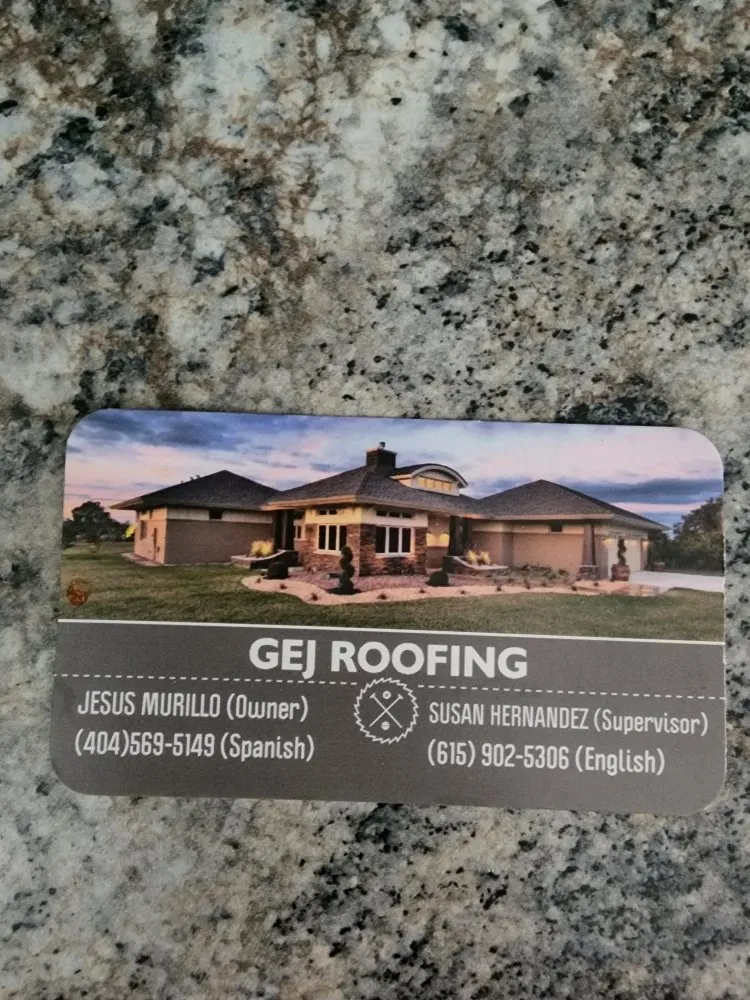 GEJ ROOFING
JESUS MURILLO (Owner)
(404)569-5149 (Spanish)
SUSAN HERNANDEZ (Supervisor)
(615) 902-5306 (English)